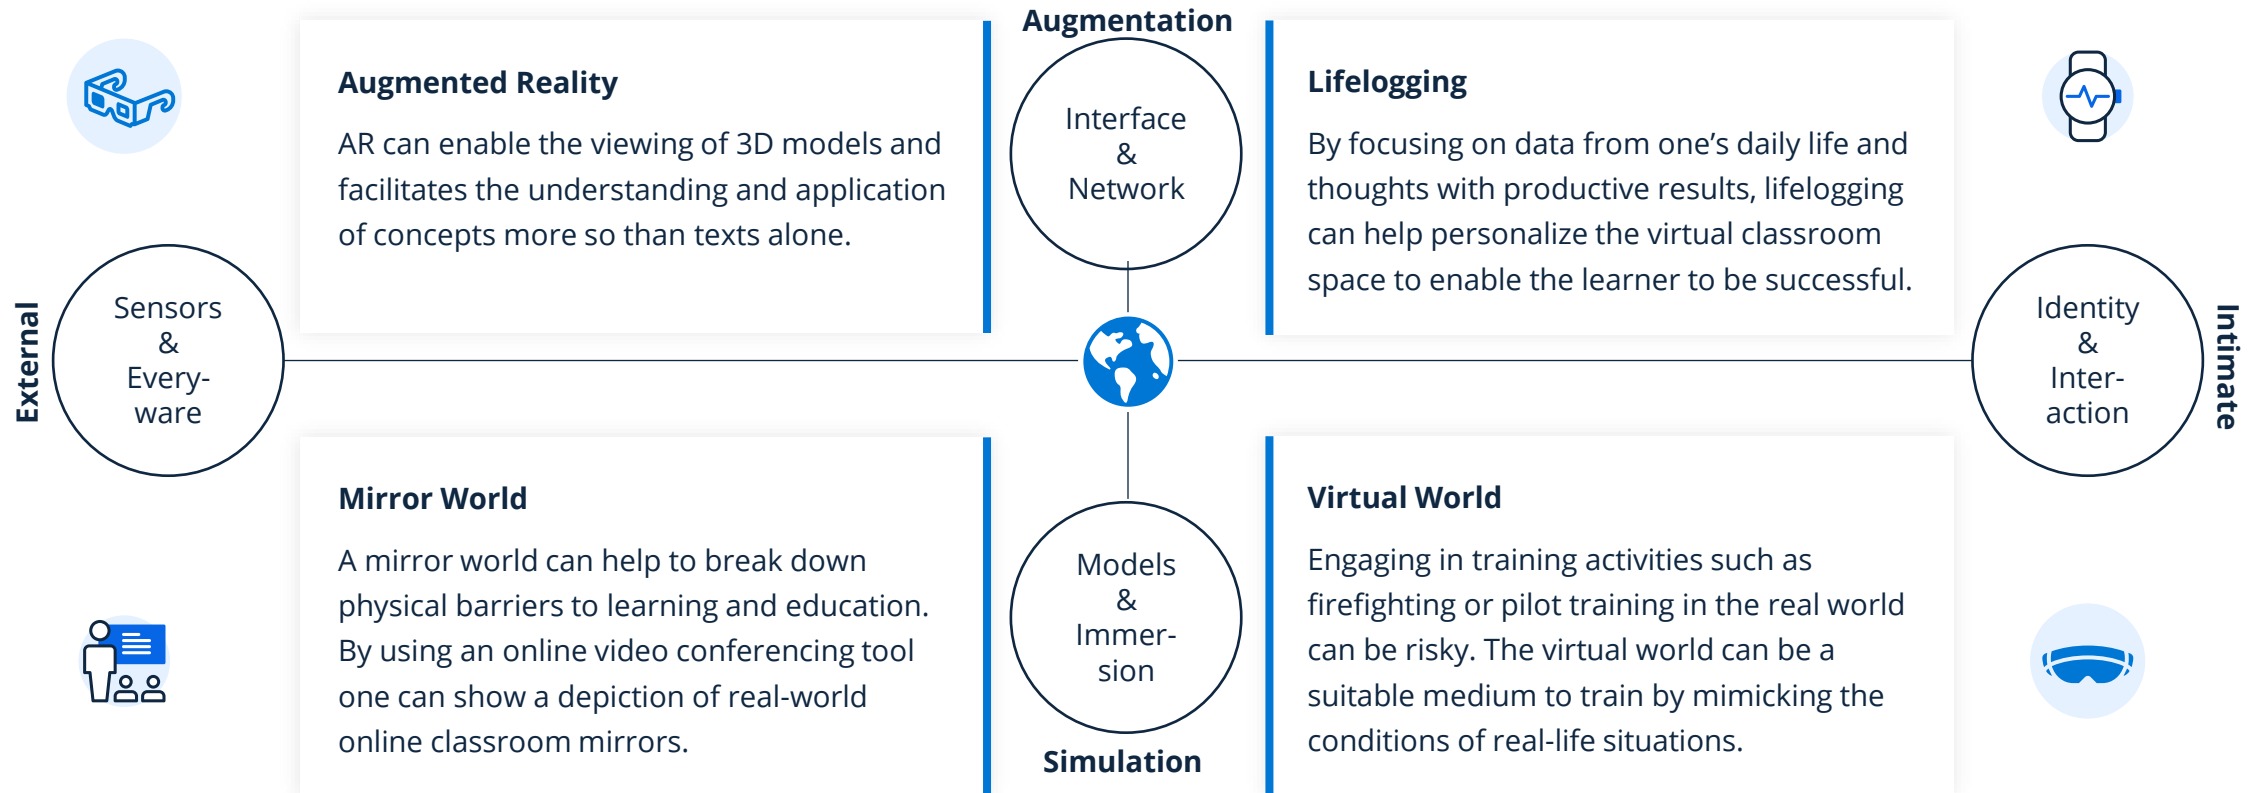 Augmentation
Augmented Reality
AR can enable the viewing of 3D models and
facilitates the understanding and application
of concepts more so than texts alone.
Interface
&
Network
Lifelogging
By focusing on data from one’s daily life and
thoughts with productive results, lifelogging
can help personalize the virtual classroom
space to enable the learner to be successful.
External
Sensors
&
Every-
ware
Identity
&
Inter-
action
Intimate
Mirror World
A mirror world can help to break down
physical barriers to learning and education.
By using an online video conferencing tool
one can show a depiction of real-world
online classroom mirrors.
Models
&
Immer-
sion
Simulation
Virtual World
Engaging in training activities such as
firefighting or pilot training in the real world
can be risky. The virtual world can be a
suitable medium to train by mimicking the
conditions of real-life situations.